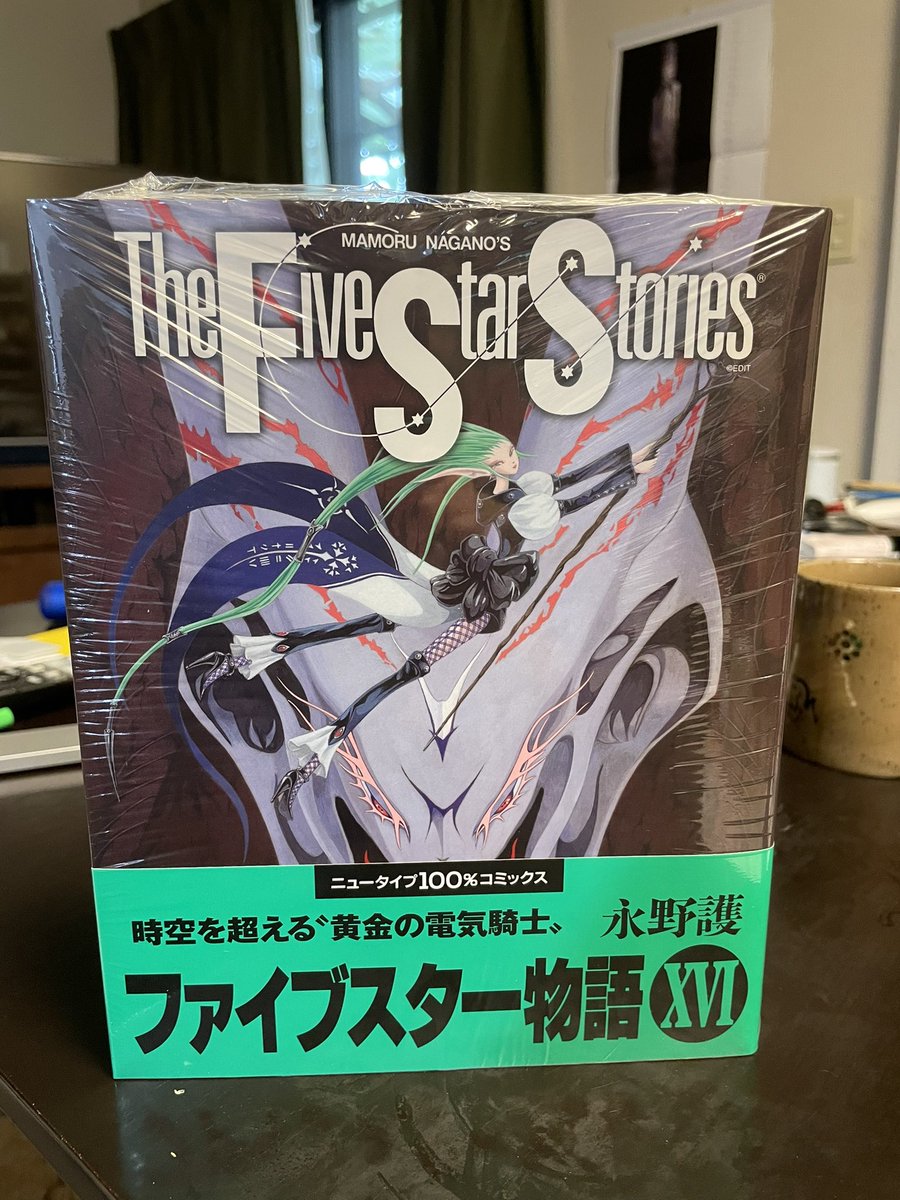 MAMORU NAGANO'S
The Five Star Stories®
©EDIT
ニュータイプ100%コミックス
時空を超える〝黄金の電気騎士〟
永野護
ファイブスター物語 XVI